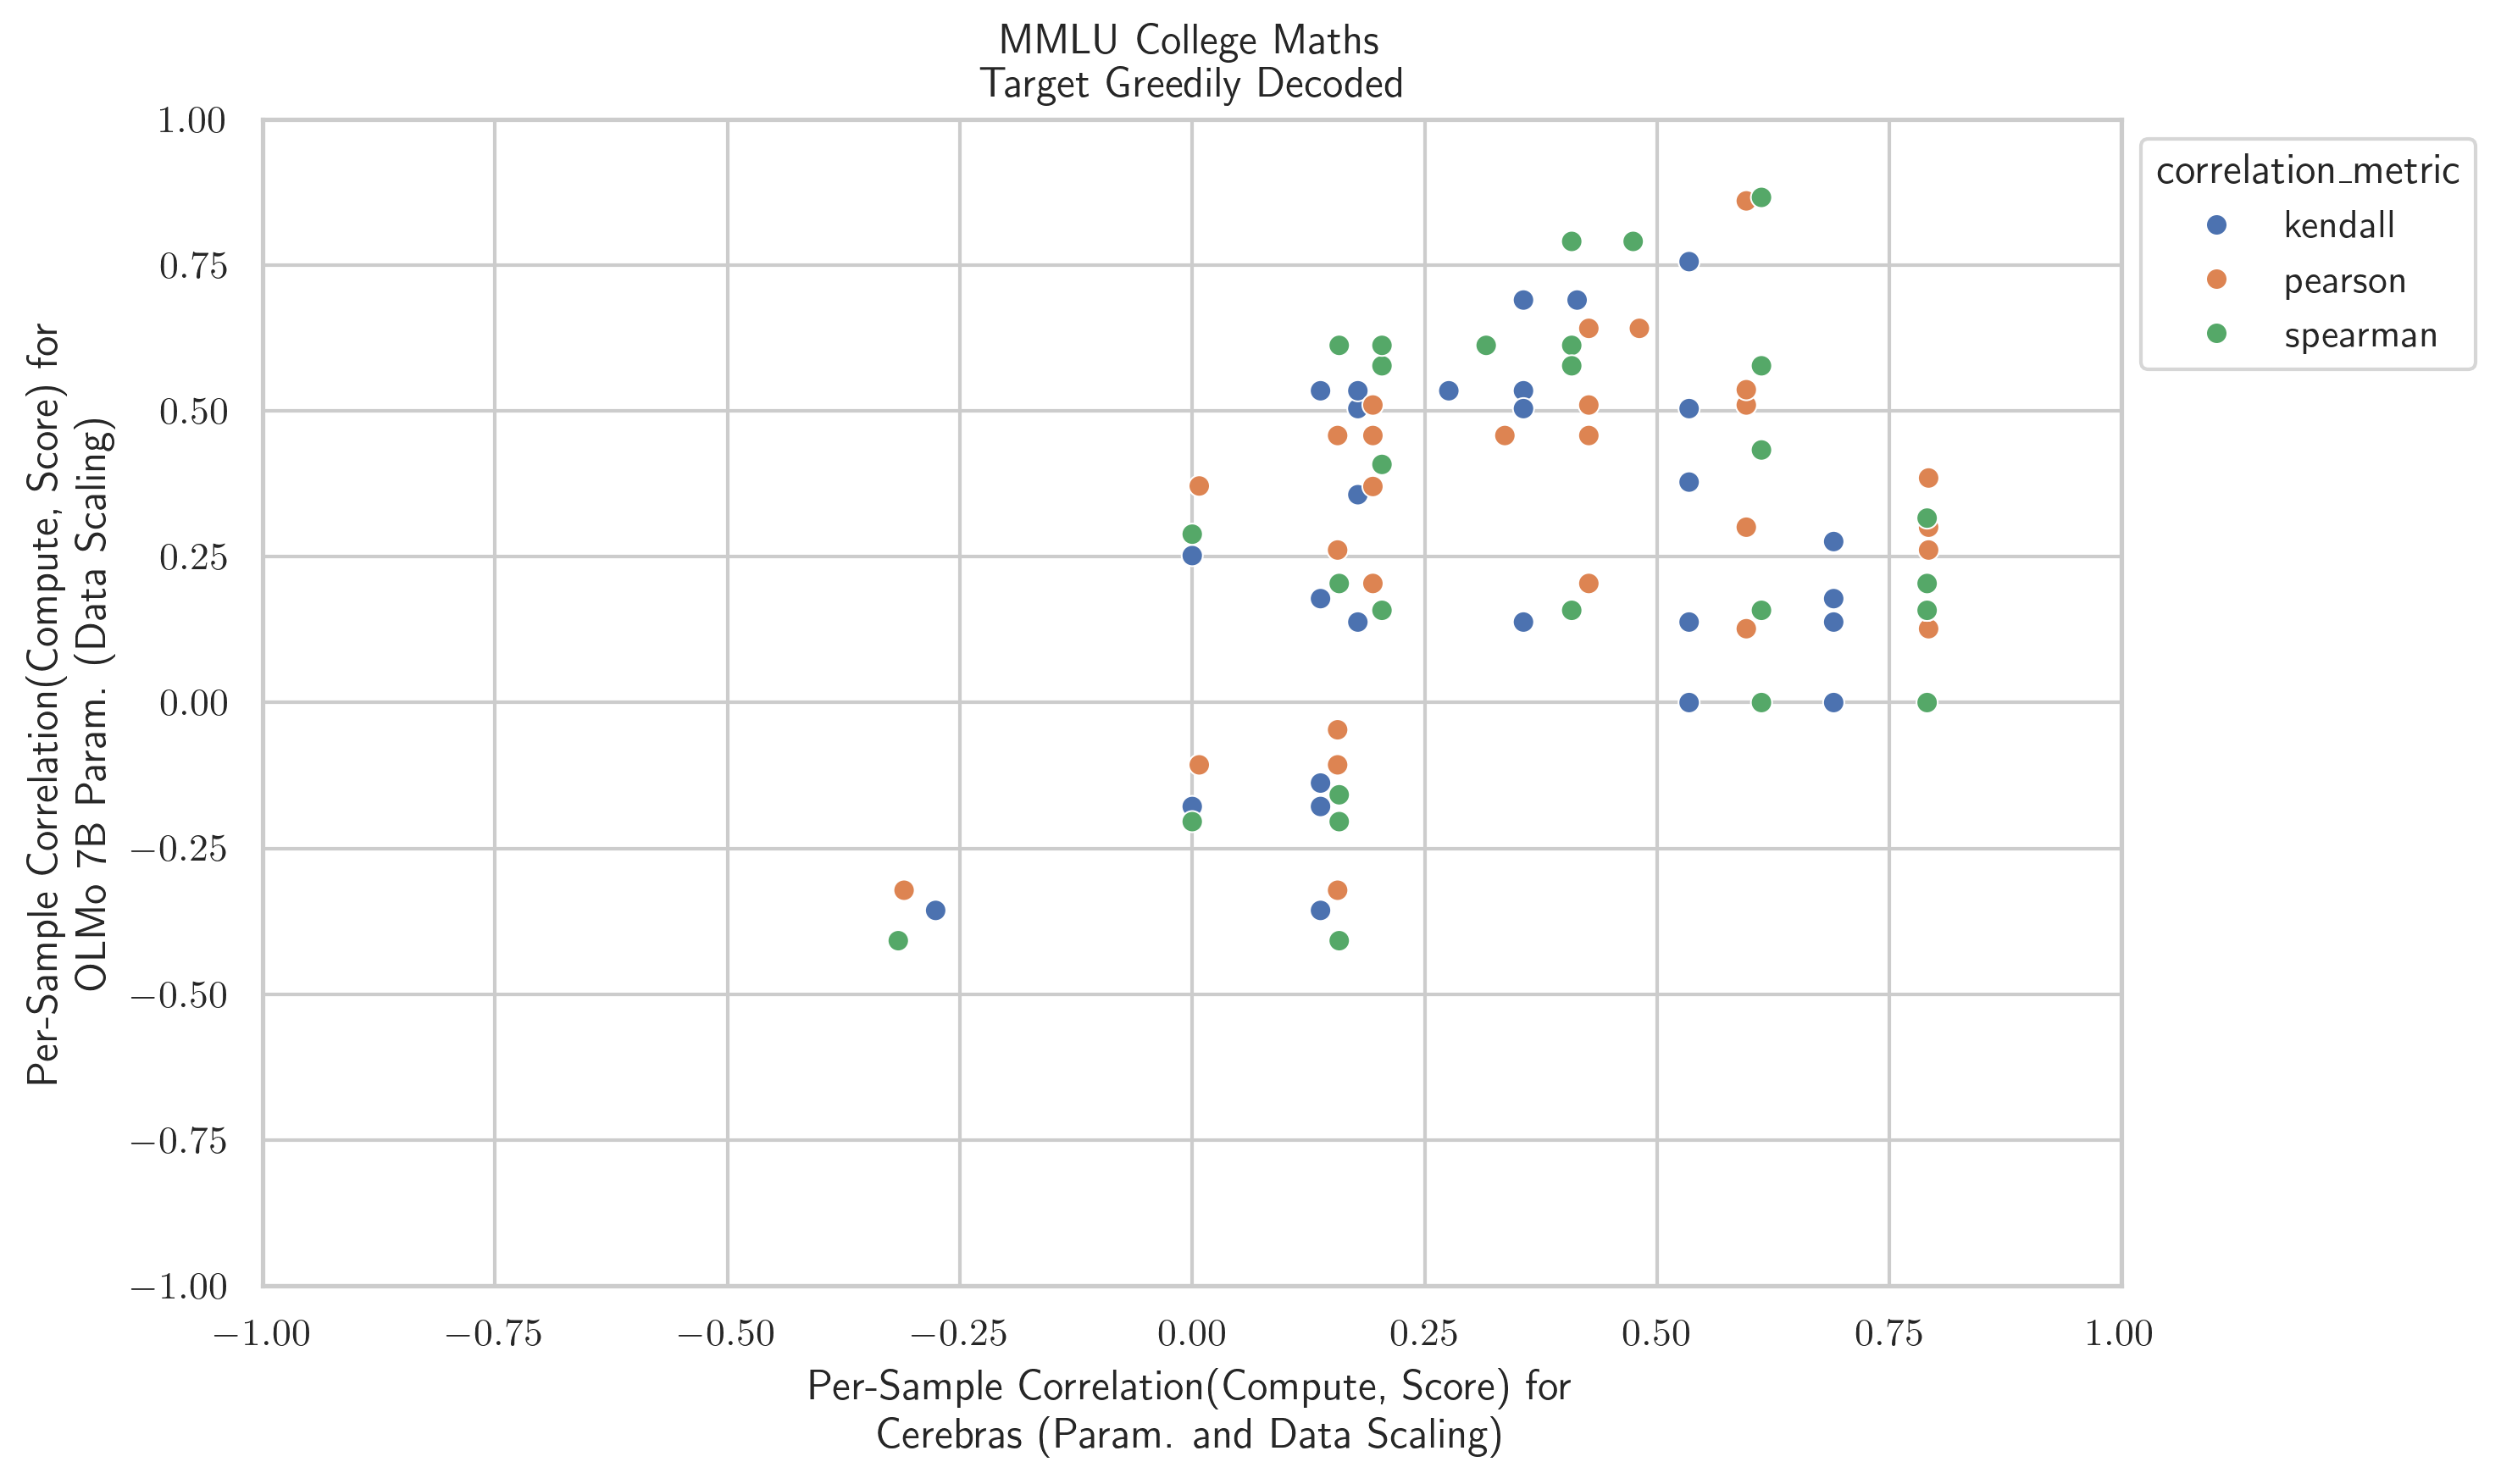 MMLU College Maths
Target Greedily Decoded
1.00
0.75
0.50
0.25
0.00
−0.25
−0.50
−0.75
−1.00
Per-Sample Correlation(Compute, Score) for
OLMo 7B Param. (Data Scaling)
correlation_metric
kendall
pearson
spearman
−1.00 −0.75 −0.50 −0.25 0.00 0.25 0.50 0.75 1.00
Per-Sample Correlation(Compute, Score) for
Cerebras (Param. and Data Scaling)